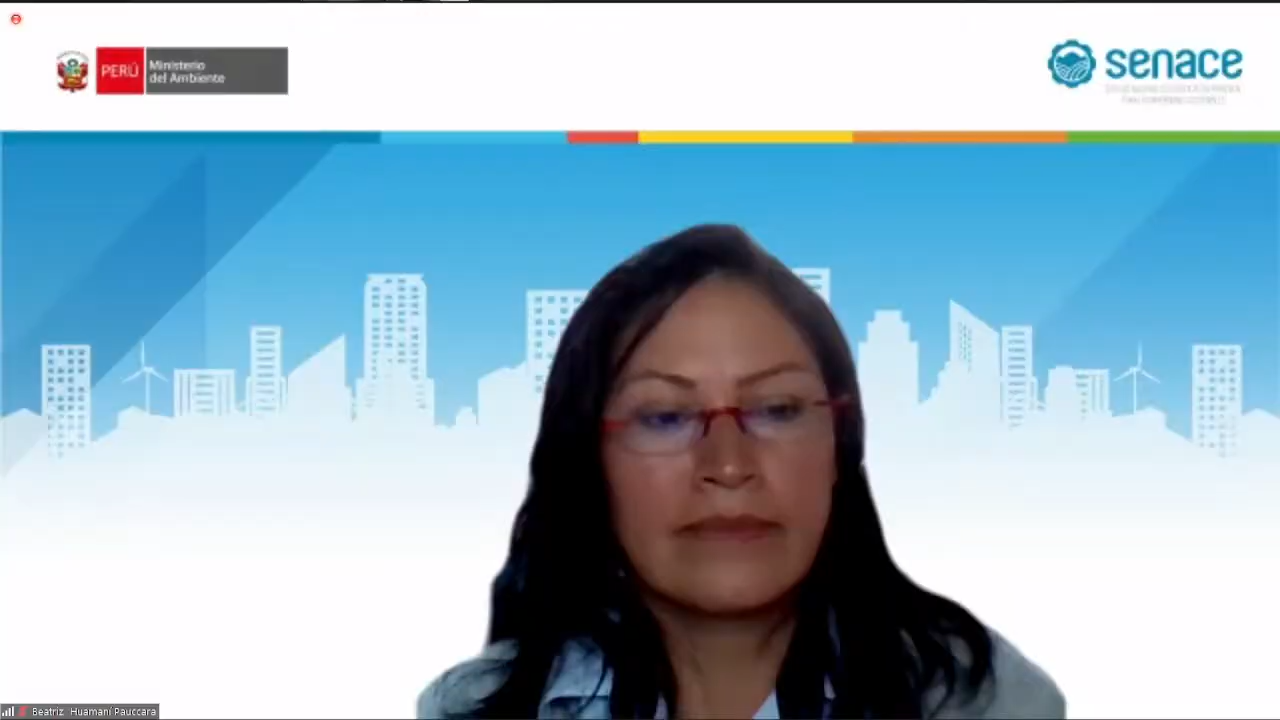 PERÚ
Ministerio
del Ambiente
senace
Beatriz Huamani Pauccara